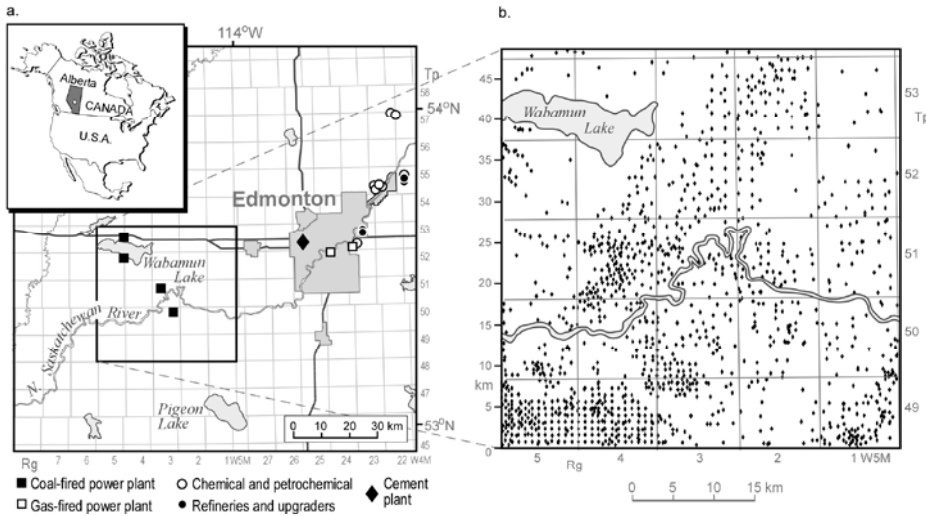 a.
114°W
Alberta
CANADA
U.S.A.
Tp
58
54°N
57
56
55
54
53
52
51
50
49
48
47
46
45
Edmonton
Wabamun
Lake
N. Saskatchewan River
Pigeon
Lake
0 10 20 30 km
53°N
Rg 7 6 5 4 3 2 1W5M 27 26 25 24 23 22 W4M
Coal-fired power plant
Gas-fired power plant
Chemical and petrochemical
Refineries and upgraders
Cement
plant
b.
45
40
35
30
25
20
15
10
km
5
0
Wabamun
Lake
53
Tp
52
51
50
49
5 Rg 4 3 2 1 W5M
0 5 10 15 km